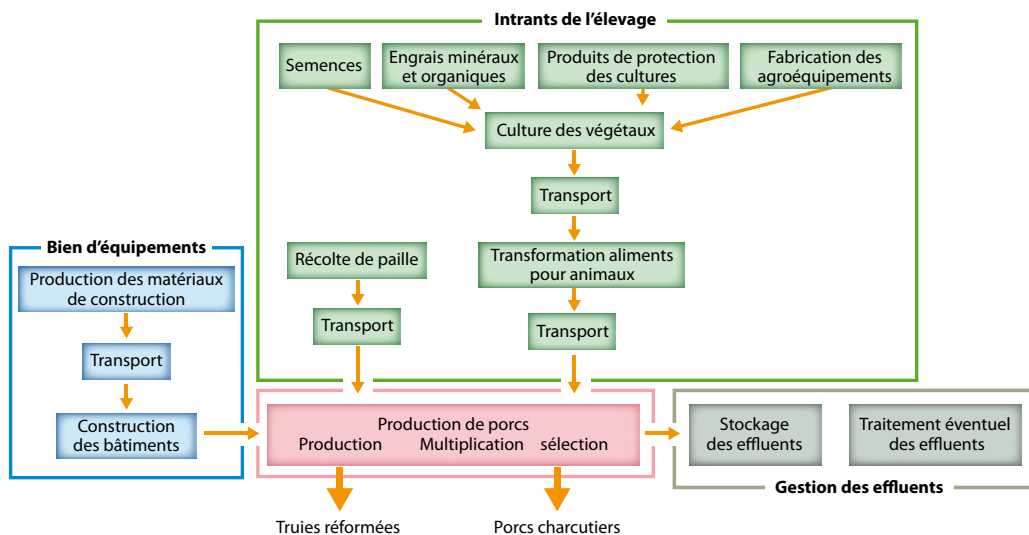 Intrants de l'élevage
Semences
Engrais minéraux
et organiques
Produits de protection
des cultures
Fabrication des
agroéquipements
Culture des végétaux
Transport
Bien d'équipements
Production des matériaux
de construction
Transport
Construction
des bâtiments
Récolte de paille
Transport
Transformation aliments
pour animaux
Transport
Production de porcs
Production Multiplication sélection
Stockage
des effluents
Traitement éventuel
des effluents
Gestion des effluents
Truies réformées
Porcs charcutiers